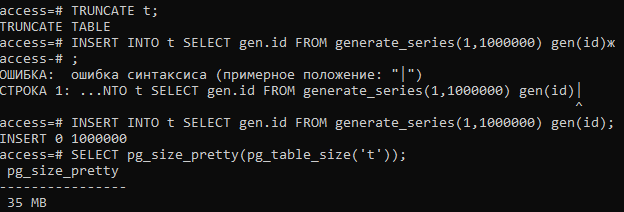 access=# TRUNCATE t;
TRUNCATE TABLE
access=# INSERT INTO t SELECT gen.id FROM generate_series(1,1000000) gen(id)ж
access-# ;
ОШИБКА:  ошибка синтаксиса (примерное положение: "|")
СТРОКА 1: ...NTO t SELECT gen.id FROM generate_series(1,1000000) gen(id)|
^
access=# INSERT INTO t SELECT gen.id FROM generate_series(1,1000000) gen(id);
INSERT 0 1000000
access=# SELECT pg_size_pretty(pg_table_size('t'));
pg_size_pretty
----------------
35 MB